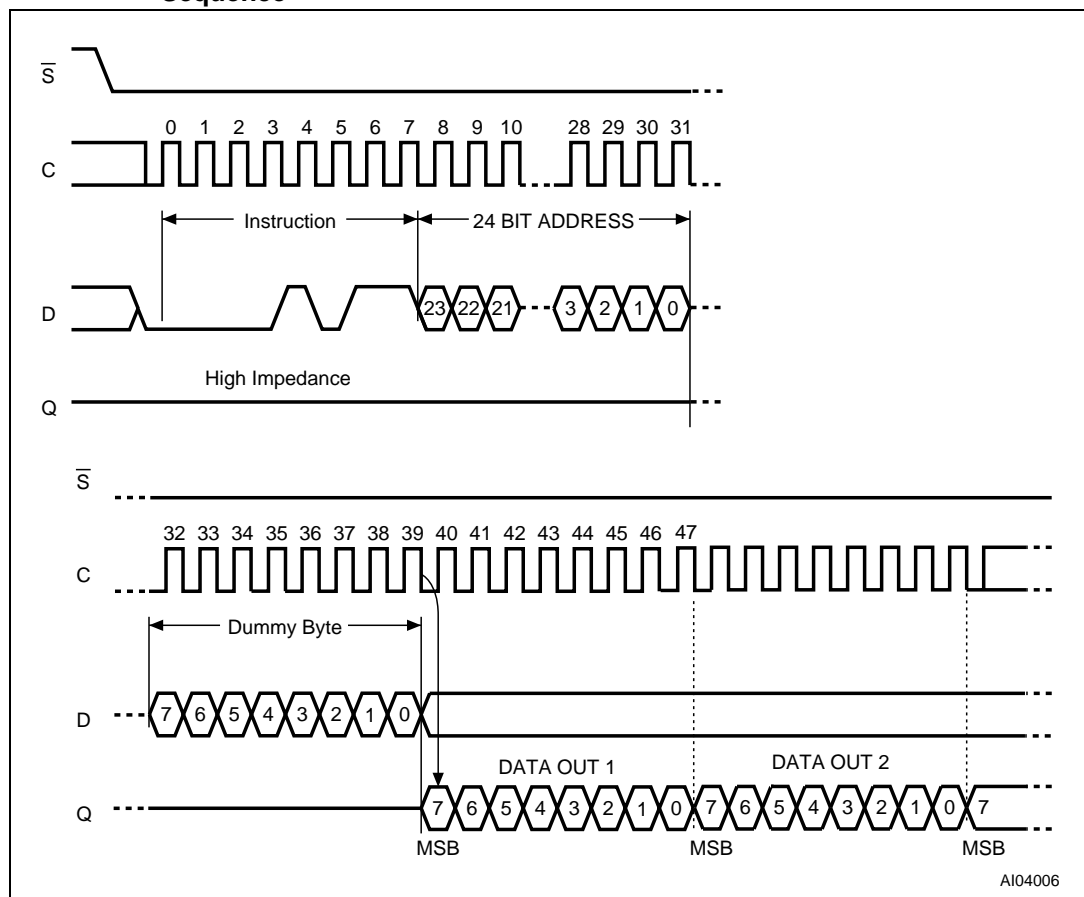 S
0 1 2 3 4 5 6 7 8 9 10 28 29 30 31
C
Instruction 24 BIT ADDRESS
D 23 22 21 3 2 1 0
High Impedance
Q
S
32 33 34 35 36 37 38 39 40 41 42 43 44 45 46 47
C
Dummy Byte
D 7 6 5 4 3 2 1 0
DATA OUT 1 DATA OUT 2
Q 7 6 5 4 3 2 1 0 7 6 5 4 3 2 1 0 7
MSB MSB MSB
AI04006